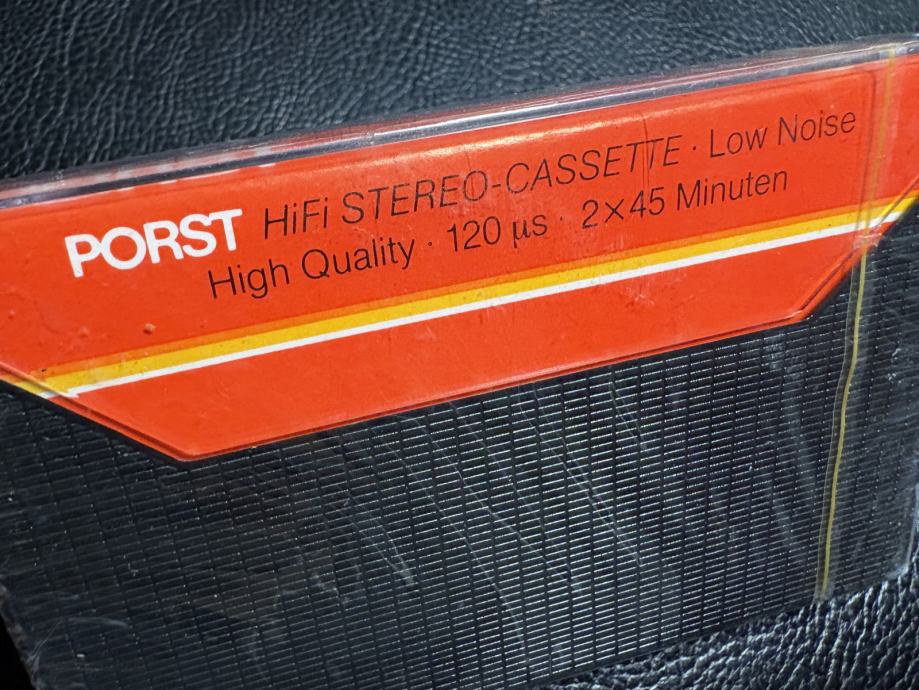 PORST HiFi STEREO-CASSETTE · Low Noise
High Quality · 120 µs · 2×45 Minuten